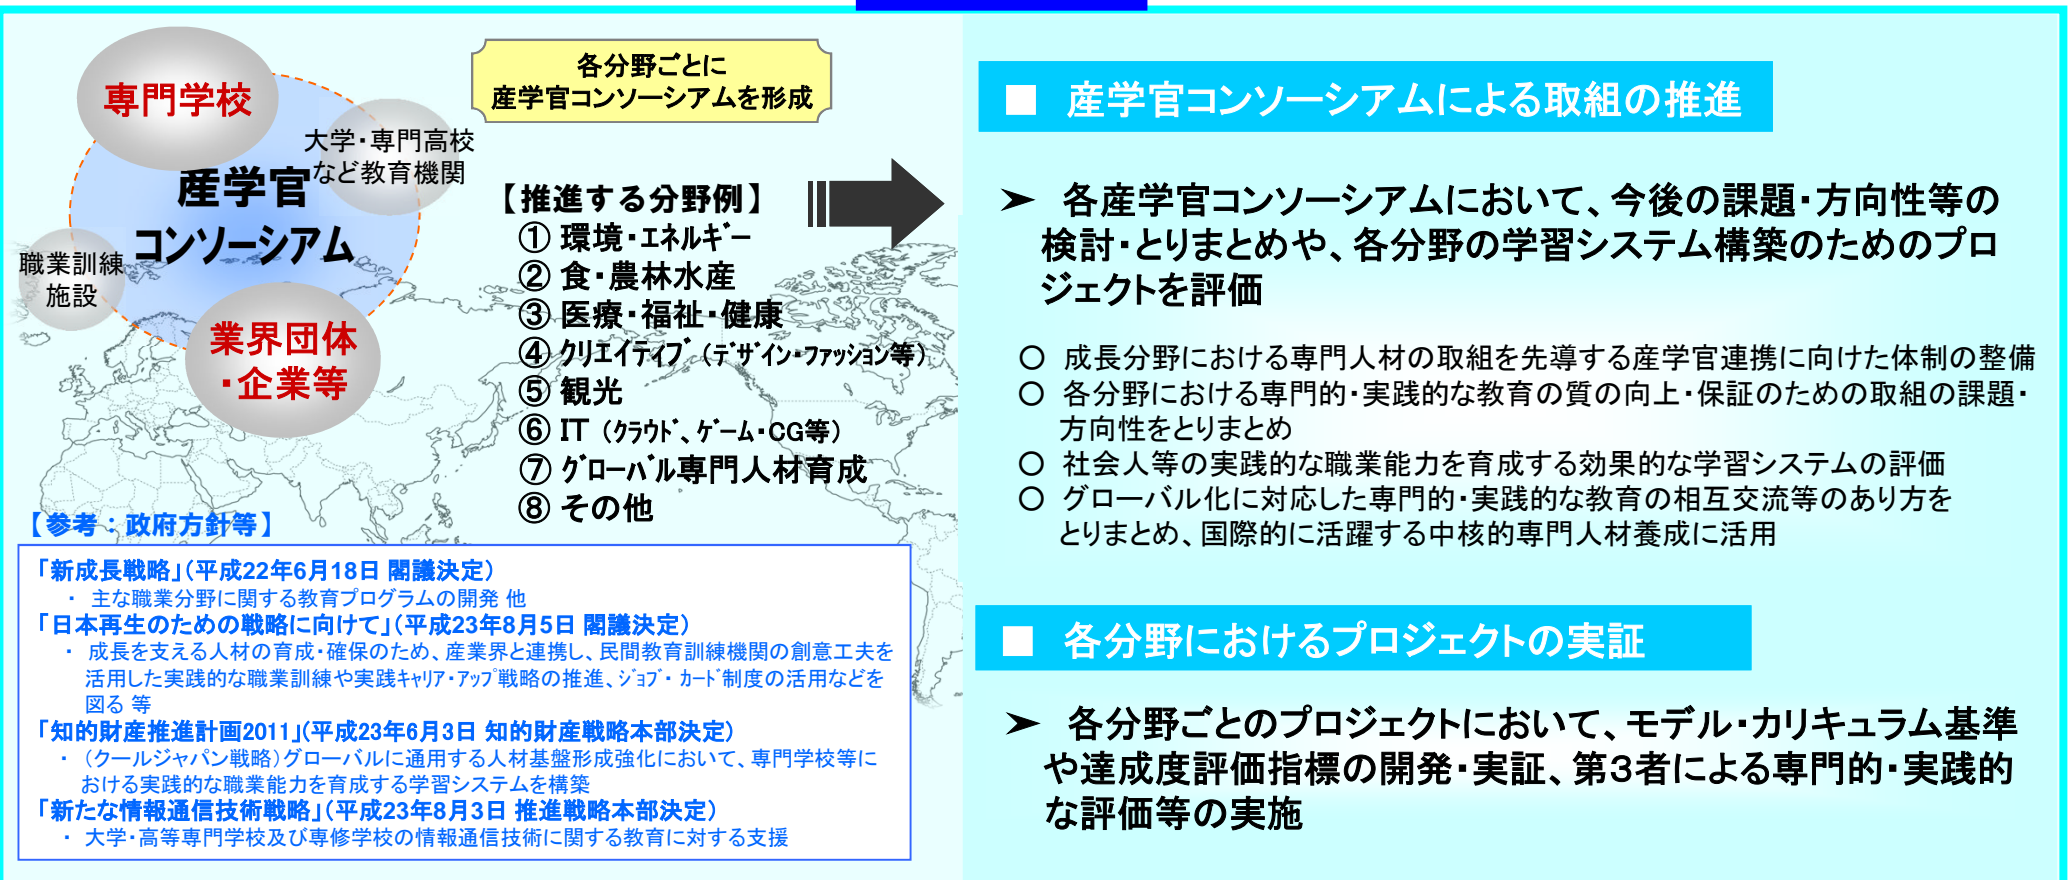 専門学校
大学・専門高校
など教育機関
産学官
コンソーシアム
職業訓練
施設
業界団体
・企業等
各分野ごとに
産学官コンソーシアムを形成
【推進する分野例】
① 環境・エネルギー
② 食・農林水産
③ 医療・福祉・健康
④ クリエイティブ（デザイン・ファッション等）
⑤ 観光
⑥ IT（クラウド、ゲーム・CG等）
⑦ グローバル専門人材育成
⑧ その他
【参考：政府方針等】
「新成長戦略」（平成22年6月18日 閣議決定）
・ 主な職業分野に関する教育プログラムの開発 他
「日本再生のための戦略に向けて」（平成23年8月5日 閣議決定）
・ 成長を支える人材の育成・確保のため、産業界と連携し、民間教育訓練機関の創意工夫を
活用した実践的な職業訓練や実践キャリア・アップ戦略の推進、ジョブ・カード制度の活用などを
図る 等
「知的財産推進計画2011」（平成23年6月3日 知的財産戦略本部決定）
・ （クールジャパン戦略）グローバルに通用する人材基盤形成強化において、専門学校等に
おける実践的な職業能力を育成する学習システムを構築
「新たな情報通信技術戦略」（平成23年8月3日 推進戦略本部決定）
・ 大学・高等専門学校及び専修学校の情報通信技術に関する教育に対する支援
■ 産学官コンソーシアムによる取組の推進
➢ 各産学官コンソーシアムにおいて、今後の課題・方向性等の
検討・とりまとめや、各分野の学習システム構築のためのプロ
ジェクトを評価
○ 成長分野における専門人材の取組を先導する産学官連携に向けた体制の整備
○ 各分野における専門的・実践的な教育の質の向上・保証のための取組の課題・
方向性をとりまとめ
○ 社会人等の実践的な職業能力を育成する効果的な学習システムの評価
○ グローバル化に対応した専門的・実践的な教育の相互交流等のあり方を
とりまとめ、国際的に活躍する中核的専門人材養成に活用
■ 各分野におけるプロジェクトの実証
➢ 各分野ごとのプロジェクトにおいて、モデル・カリキュラム基準
や達成度評価指標の開発・実証、第３者による専門的・実践的
な評価等の実施